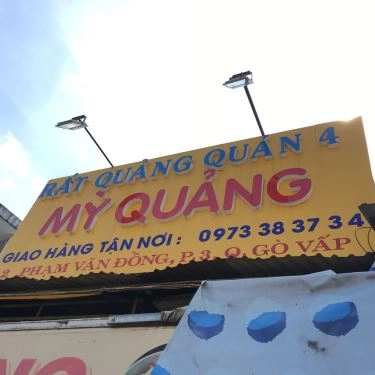 RẤT QUẢNG QUÁN 4
MỲ QUẢNG
GIAO HÀNG TẬN NƠI : 0973 38 37 34
2, PHẠM VĂN ĐỒNG, P.3, Q. GÒ VẤP